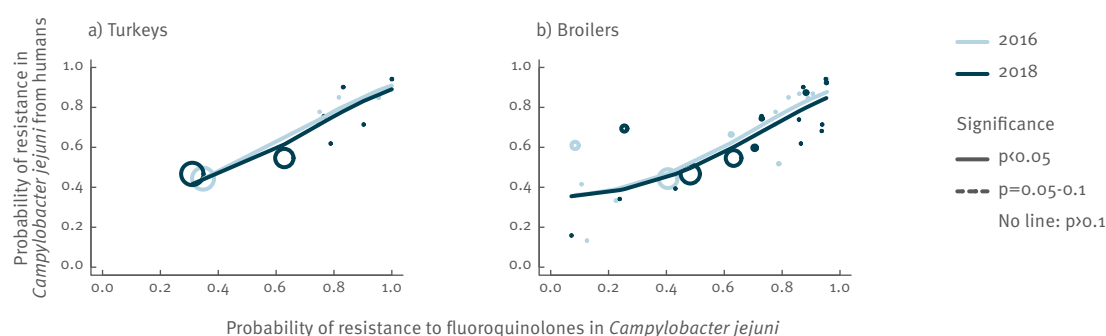 a) Turkeys
b) Broilers
Probability of resistance in
Campylobacter jejuni from humans
1.0
0.8
0.6
0.4
0.2
0.0
0.0 0.2 0.4 0.6 0.8 1.0
1.0
0.8
0.6
0.4
0.2
0.0
0.0 0.2 0.4 0.6 0.8 1.0
2016
2018
Significance
p<0.05
p=0.05-0.1
No line: p>0.1
Probability of resistance to fluoroquinolones in Campylobacter jejuni